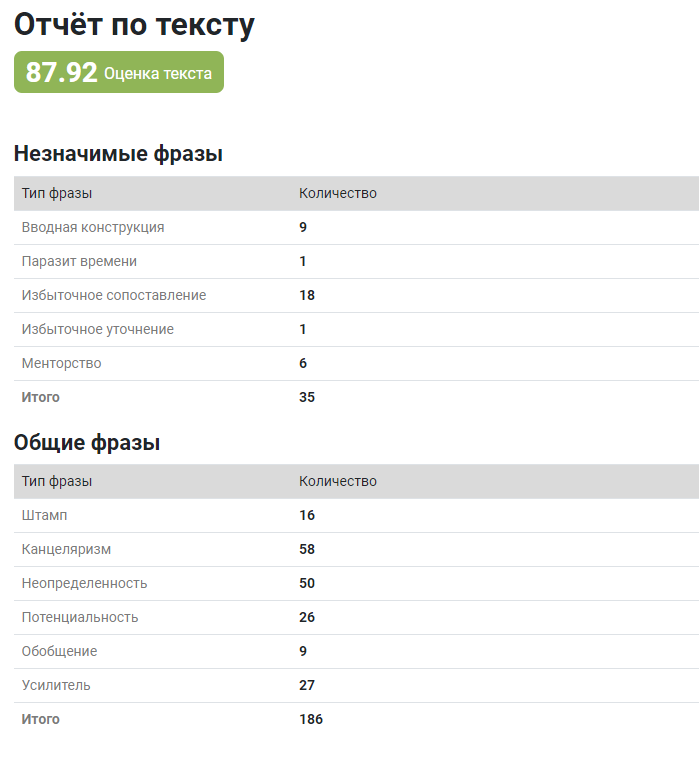 Отчёт по тексту
87.92 Оценка текста
Незначимые фразы
Тип фразы Количество
Вводная конструкция 9
Паразит времени 1
Избыточное сопоставление 18
Избыточное уточнение 1
Менторство 6
Итого 35
Общие фразы
Тип фразы Количество
Штамп 16
Канцеляризм 58
Неопределенность 50
Потенциальность 26
Обобщение 9
Усилитель 27
Итого 186